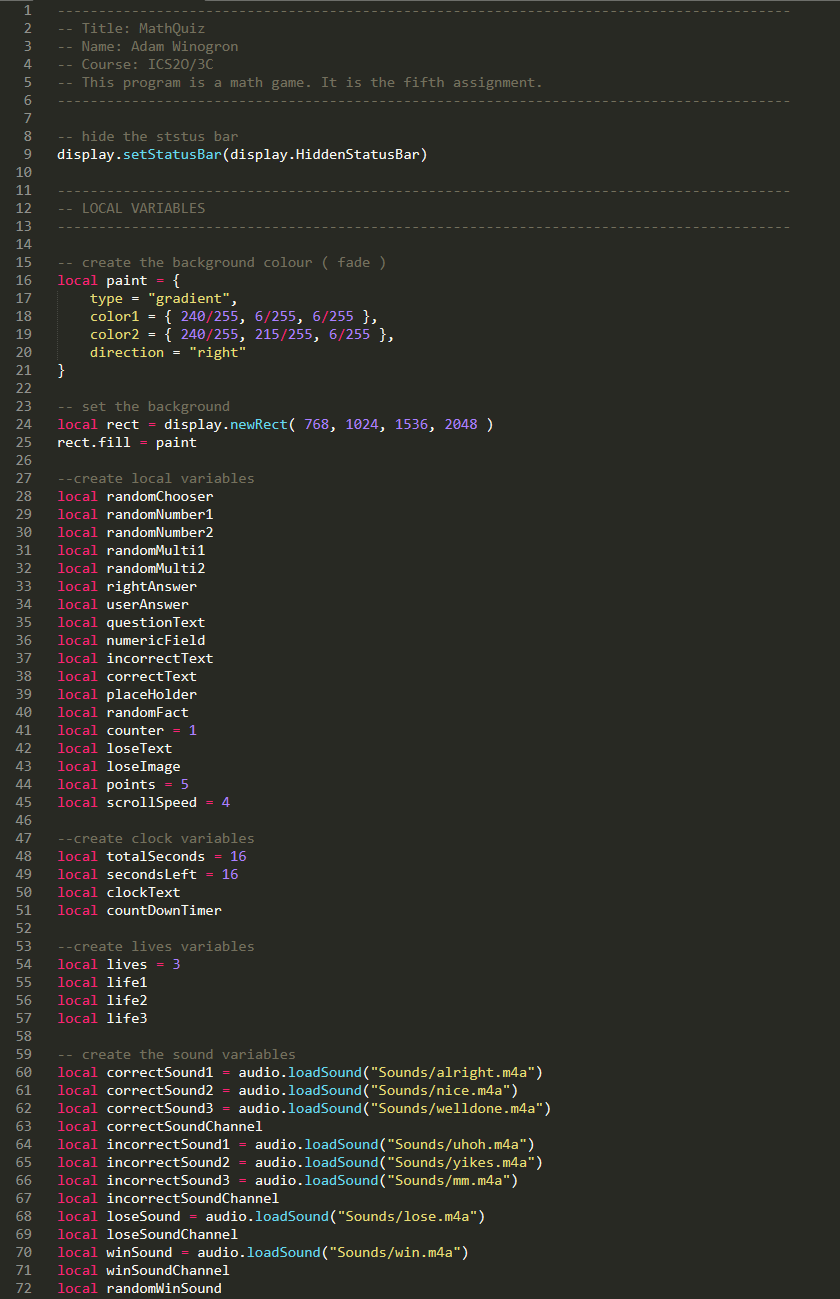 1 -----------------------------------------------------------------------------------------
2 -- Title: MathQuiz
3 -- Name: Adam Winogron
4 -- Course: ICS2O/3C
5 -- This program is a math game. It is the fifth assignment.
6 -----------------------------------------------------------------------------------------
7
8 -- hide the ststus bar
9 display.setStatusBar(display.HiddenStatusBar)
10
11 -----------------------------------------------------------------------------------------
12 -- LOCAL VARIABLES
13 -----------------------------------------------------------------------------------------
14
15 -- create the background colour ( fade )
16 local paint = {
17     type = "gradient",
18     color1 = { 240/255, 6/255, 6/255 },
19     color2 = { 240/255, 215/255, 6/255 },
20     direction = "right"
21 }
22
23 -- set the background
24 local rect = display.newRect( 768, 1024, 1536, 2048 )
25 rect.fill = paint
26
27 --create local variables
28 local randomChooser
29 local randomNumber1
30 local randomNumber2
31 local randomMulti1
32 local randomMulti2
33 local rightAnswer
34 local userAnswer
35 local questionText
36 local numericField
37 local incorrectText
38 local correctText
39 local placeHolder
40 local randomFact
41 local counter = 1
42 local loseText
43 local loseImage
44 local points = 5
45 local scrollSpeed = 4
46
47 --create clock variables
48 local totalSeconds = 16
49 local secondsLeft = 16
50 local clockText
51 local countDownTimer
52
53 --create lives variables
54 local lives = 3
55 local life1
56 local life2
57 local life3
58
59 -- create the sound variables
60 local correctSound1 = audio.loadSound("Sounds/alright.m4a")
61 local correctSound2 = audio.loadSound("Sounds/nice.m4a")
62 local correctSound3 = audio.loadSound("Sounds/welldone.m4a")
63 local correctSoundChannel
64 local incorrectSound1 = audio.loadSound("Sounds/uhoh.m4a")
65 local incorrectSound2 = audio.loadSound("Sounds/yikes.m4a")
66 local incorrectSound3 = audio.loadSound("Sounds/mm.m4a")
67 local incorrectSoundChannel
68 local loseSound = audio.loadSound("Sounds/lose.m4a")
69 local loseSoundChannel
70 local winSound = audio.loadSound("Sounds/win.m4a")
71 local winSoundChannel
72 local randomWinSound